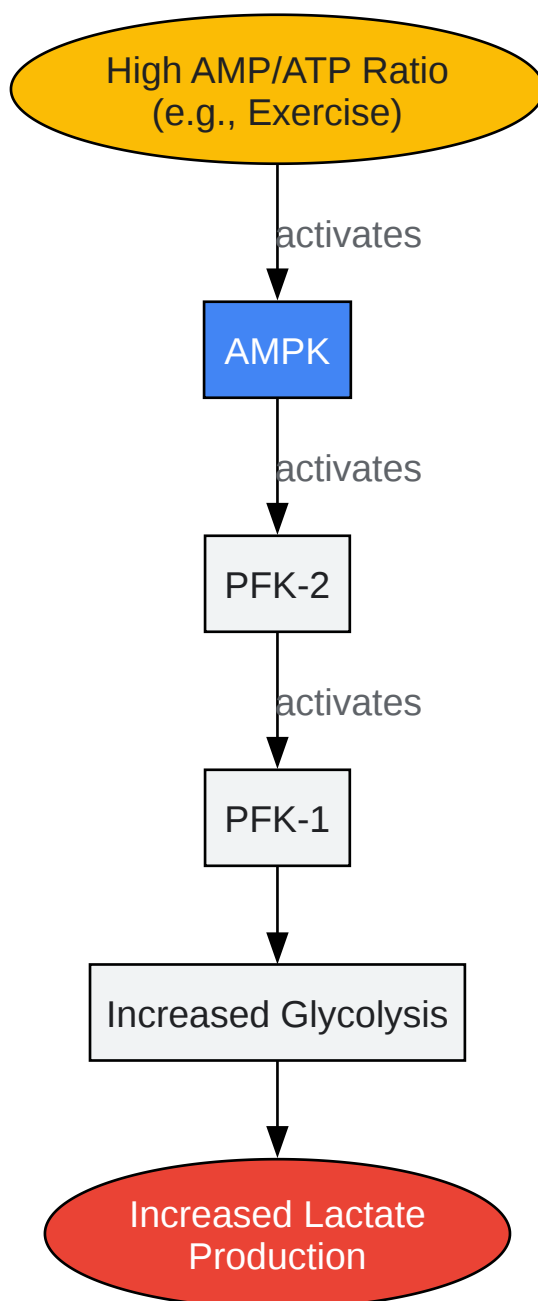 High AMP/ATP Ratio
(e.g., Exercise)
activates
AMPK
activates
PFK-2
activates
PFK-1
Increased Glycolysis
Increased Lactate
Production